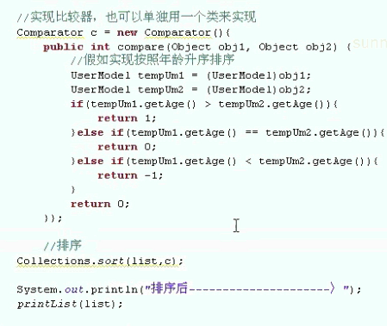 //实现比较器，也可以单独用一个类来实现
Comparator c = new Comparator(){
public int compare(Object obj1, Object obj2) {
//假如实现按照年龄升序排序
UserModel tempUm1 = (UserModel)obj1;
UserModel tempUm2 = (UserModel)obj2;
if(tempUm1.getAge() > tempUm2.getAge()){
return 1;
}else if(tempUm1.getAge() == tempUm2.getAge()){
return 0;
}else if(tempUm1.getAge() < tempUm2.getAge()){
return -1;
}
return 0;
}};
//排序
Collections.sort(list,c);
System.out.println("排序后---------------------〉");
printList(list);